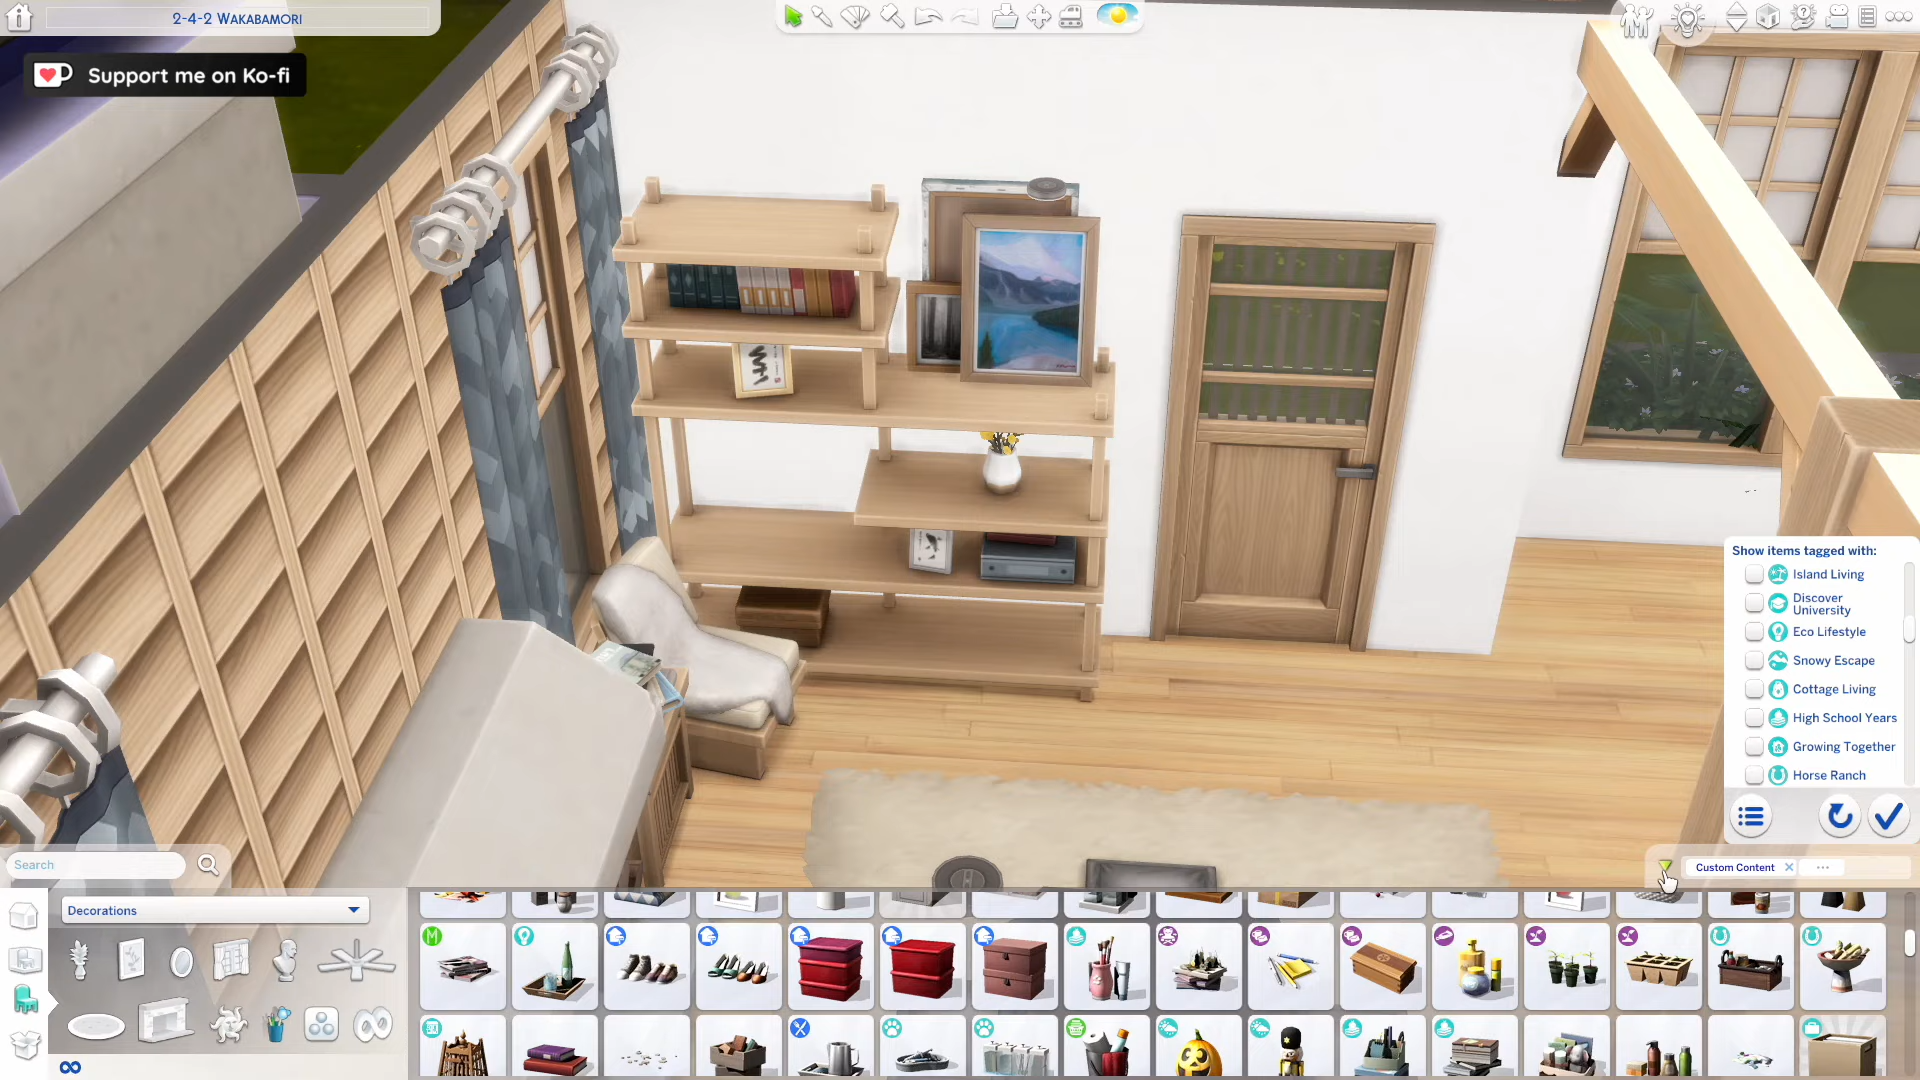 2-4-2 Wakabamori
Support me on Ko-fi
Show items tagged with:
Island Living
Discover
University
Eco Lifestyle
Snowy Escape
Cottage Living
High School Years
Growing Together
Horse Ranch
Custom Content
Search
Decorations